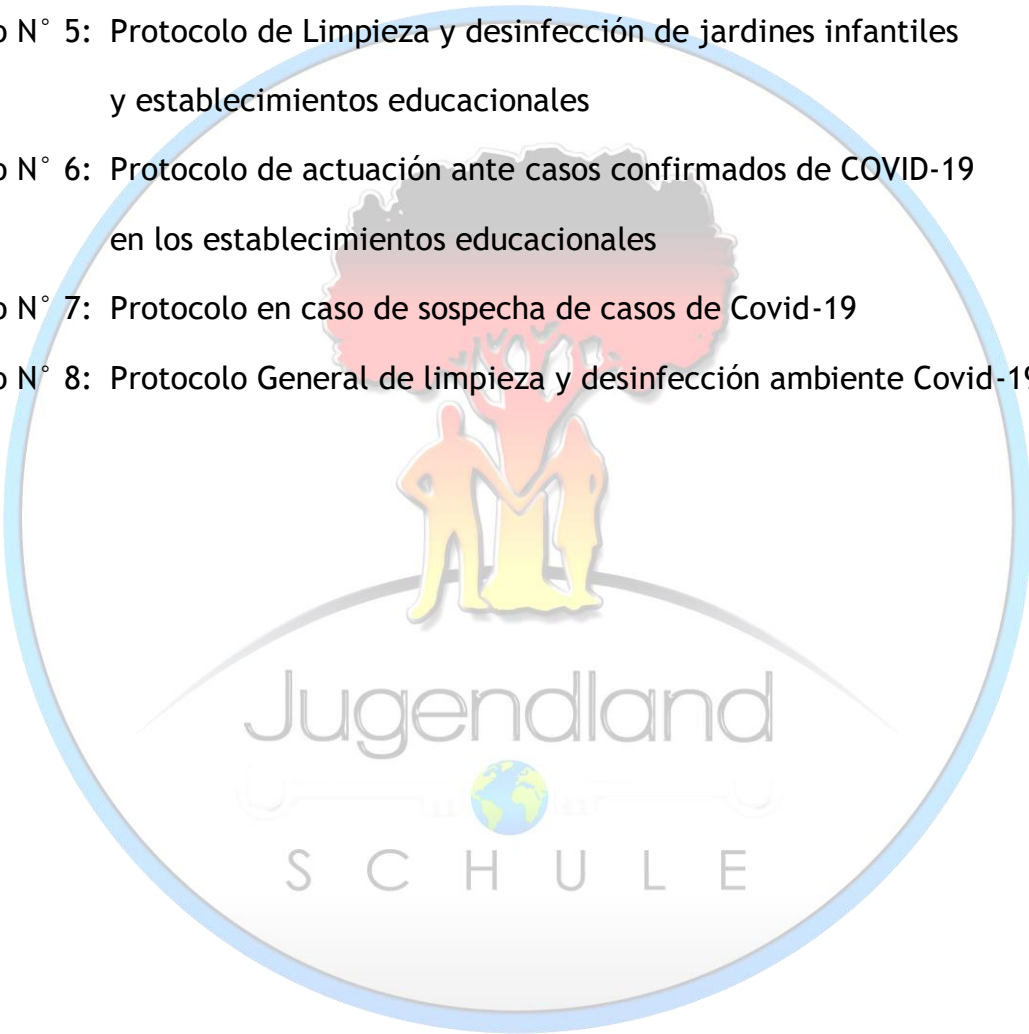 o N° 5: Protocolo de Limpieza y desinfección de jardines infantiles
y establecimientos educacionales
o N° 6: Protocolo de actuación ante casos confirmados de COVID-19
en los establecimientos educacionales
o N° 7: Protocolo en caso de sospecha de casos de Covid-19
o N° 8: Protocolo General de limpieza y desinfección ambiente Covid-19
Jugendland
SCHULE